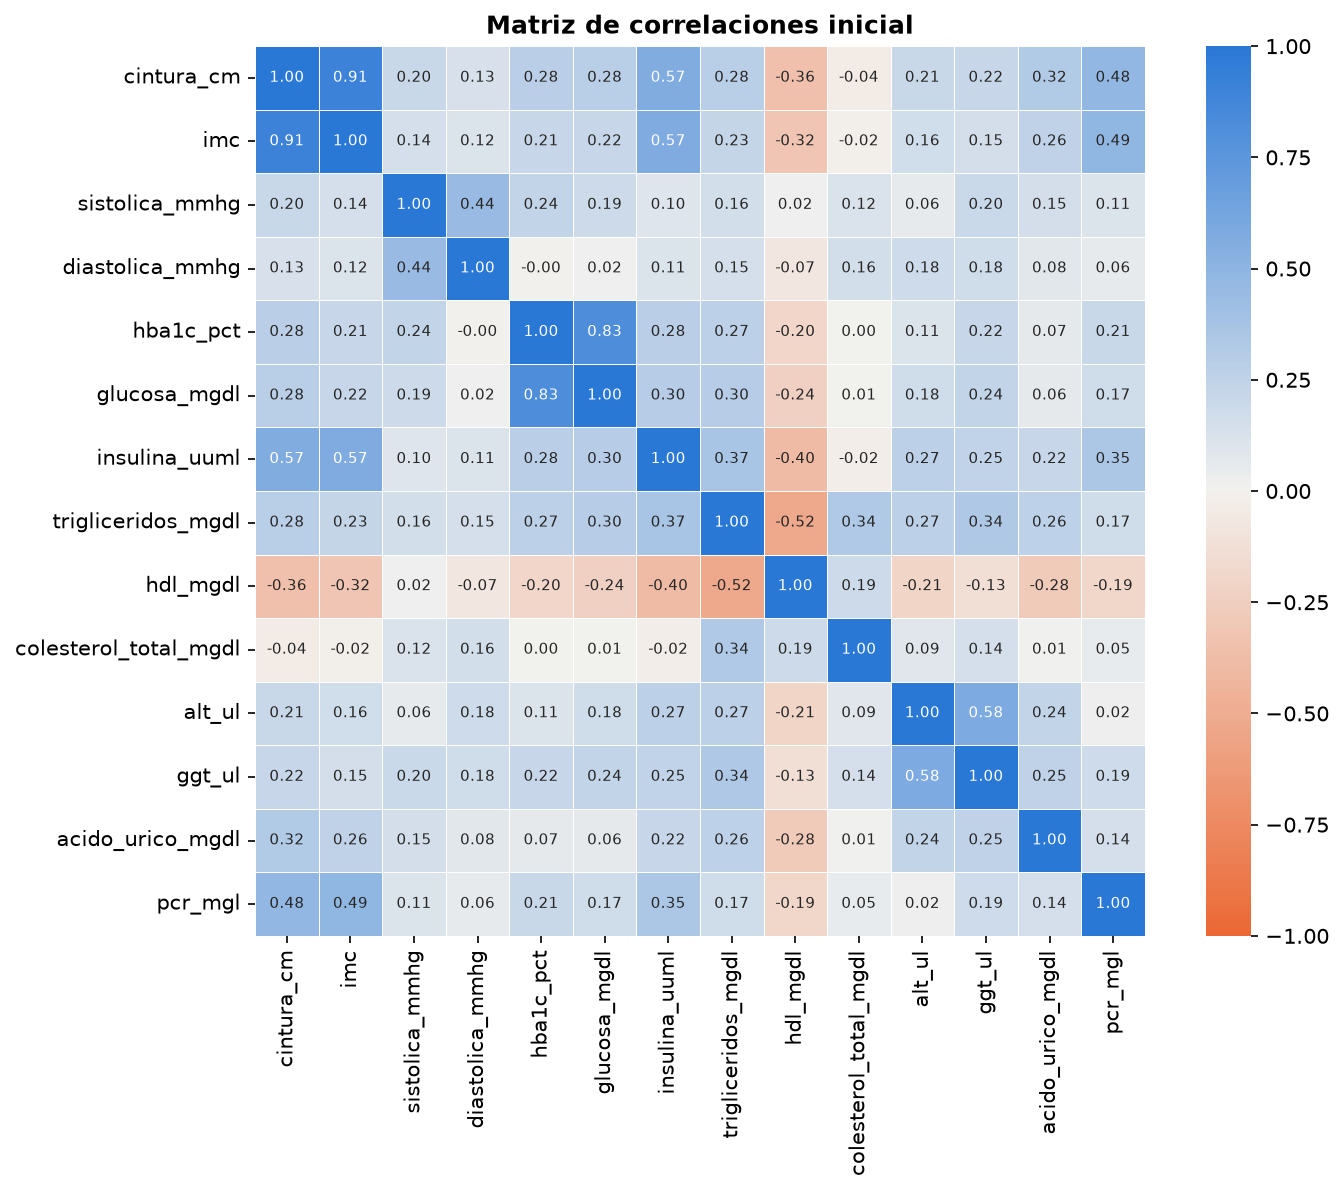 Matriz de correlaciones inicial
cintura_cm 1.00 0.91 0.20 0.13 0.28 0.28 0.57 0.28 -0.36 -0.04 0.21 0.22 0.32 0.48
imc 0.91 1.00 0.14 0.12 0.21 0.22 0.57 0.23 -0.32 -0.02 0.16 0.15 0.26 0.49
sistolica_mmhg 0.20 0.14 1.00 0.44 0.24 0.19 0.10 0.16 0.02 0.12 0.06 0.20 0.15 0.11
diastolica_mmhg 0.13 0.12 0.44 1.00 -0.00 0.02 0.11 0.15 -0.07 0.16 0.18 0.18 0.08 0.06
hba1c_pct 0.28 0.21 0.24 -0.00 1.00 0.83 0.28 0.27 -0.20 0.00 0.11 0.22 0.07 0.21
glucosa_mgdl 0.28 0.22 0.19 0.02 0.83 1.00 0.30 0.30 -0.24 0.01 0.18 0.24 0.06 0.17
insulina_uuml 0.57 0.57 0.10 0.11 0.28 0.30 1.00 0.37 -0.40 -0.02 0.27 0.25 0.22 0.35
trigliceridos_mgdl 0.28 0.23 0.16 0.15 0.27 0.30 0.37 1.00 -0.52 0.34 0.27 0.34 0.26 0.17
hdl_mgdl -0.36 -0.32 0.02 -0.07 -0.20 -0.24 -0.40 -0.52 1.00 0.19 -0.21 -0.13 -0.28 -0.19
colesterol_total_mgdl -0.04 -0.02 0.12 0.16 0.00 0.01 -0.02 0.34 0.19 1.00 0.09 0.14 0.01 0.05
alt_ul 0.21 0.16 0.06 0.18 0.11 0.18 0.27 0.27 -0.21 0.09 1.00 0.58 0.24 0.02
ggt_ul 0.22 0.15 0.20 0.18 0.22 0.24 0.25 0.34 -0.13 0.14 0.58 1.00 0.25 0.19
acido_urico_mgdl 0.32 0.26 0.15 0.08 0.07 0.06 0.22 0.26 -0.28 0.01 0.24 0.25 1.00 0.14
pcr_mgl 0.48 0.49 0.11 0.06 0.21 0.17 0.35 0.17 -0.19 0.05 0.02 0.19 0.14 1.00
cintura_cm
imc
sistolica_mmhg
diastolica_mmhg
hba1c_pct
glucosa_mgdl
insulina_uuml
trigliceridos_mgdl
hdl_mgdl
colesterol_total_mgdl
alt_ul
ggt_ul
acido_urico_mgdl
pcr_mgl
1.00
0.75
0.50
0.25
0.00
−0.25
−0.50
−0.75
−1.00